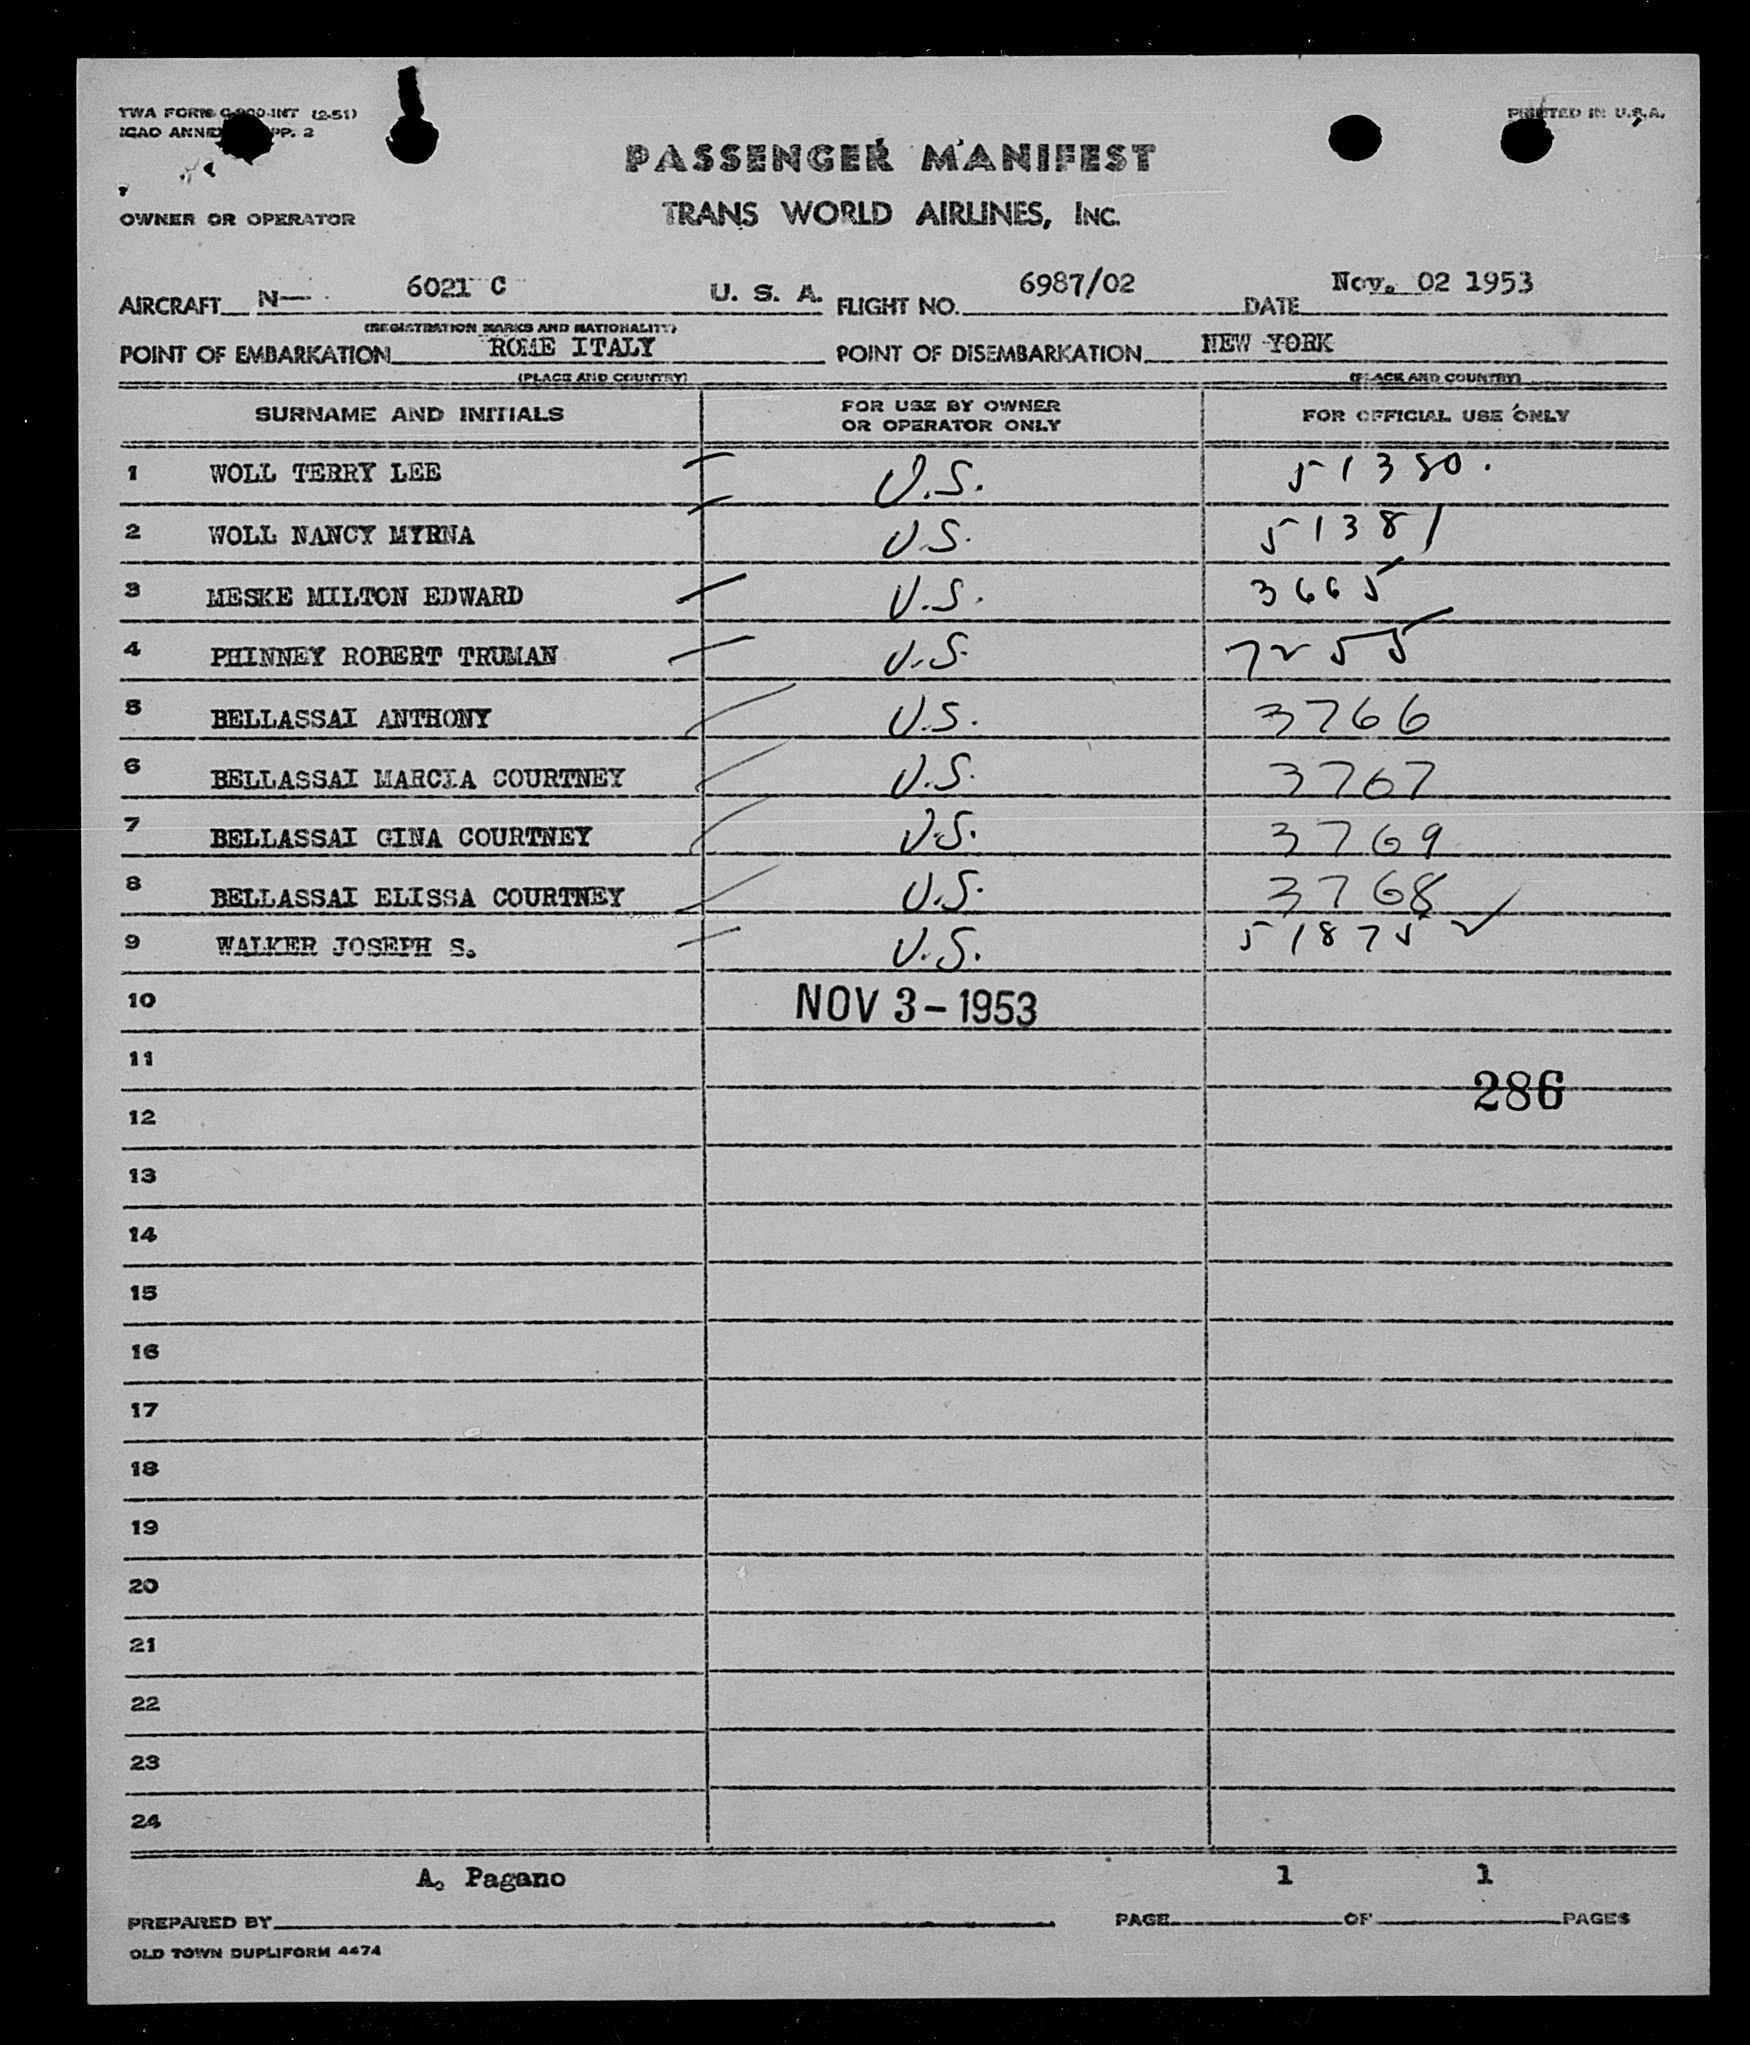 TWA FORM C-900-INT (2-51)
ICAO ANNEX PP. 2
PRINTED IN U.S.A.
PASSENGER MANIFEST
OWNER OR OPERATOR
TRANS WORLD AIRLINES, INC.
AIRCRAFT N— 6021 C U. S. A. FLIGHT NO. 6987/02 DATE Nov. 02 1953
(REGISTRATION MARKS AND NATIONALITY)
POINT OF EMBARKATION ROME ITALY POINT OF DISEMBARKATION NEW YORK
(PLACE AND COUNTRY) (PLACE AND COUNTRY)
SURNAME AND INITIALS FOR USE BY OWNER OR OPERATOR ONLY FOR OFFICIAL USE ONLY
1 WOLL TERRY LEE U.S. 51380.
2 WOLL NANCY MYRNA U.S. 51381
3 MESKE MILTON EDWARD U.S. 3665
4 PHINNEY ROBERT TRUMAN U.S. 7255
5 BELLASSAI ANTHONY U.S. 3766
6 BELLASSAI MARCIA COURTNEY U.S. 3767
7 BELLASSAI GINA COURTNEY U.S. 3769
8 BELLASSAI ELISSA COURTNEY U.S. 3768
9 WALKER JOSEPH S. U.S. 51875
10 NOV 3-1953
11
286
12
13
14
15
16
17
18
19
20
21
22
23
24
A. Pagano 1 1
PREPARED BY PAGE OF PAGES
OLD TOWN DUPLIFORM 4474